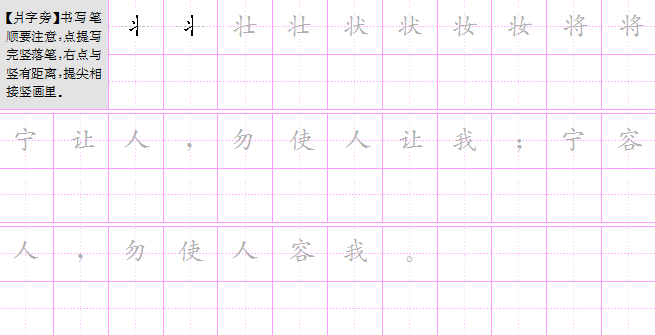 【爿字旁】书写笔
顺要注意:点提写
完竖落笔,右点与
竖有距离;提尖相
接竖画里。
丬 丬 壮 壮 状 状 妆 妆 将 将
宁 让 人 , 勿 使 人 让 我 ; 宁 容
人 , 勿 使 人 容 我 。